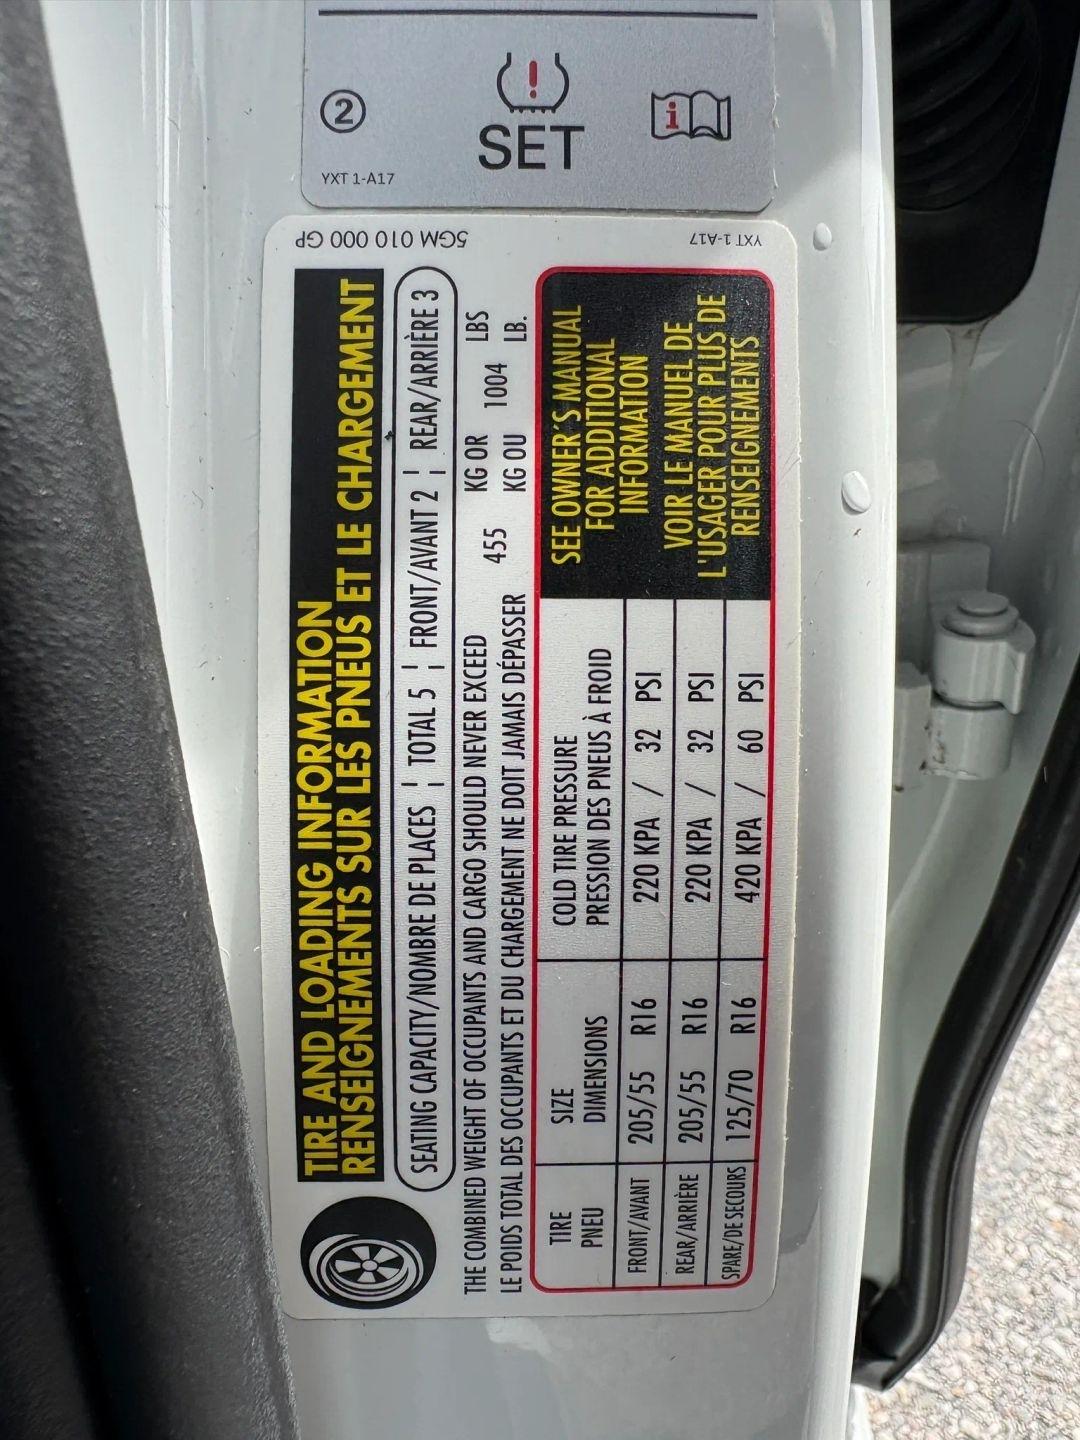 2
SET
i
YXT 1-A17
5GM 010 000 GP
YXT 1-A17
TIRE AND LOADING INFORMATION
RENSEIGNEMENTS SUR LES PNEUS ET LE CHARGEMENT
SEATING CAPACITY/NOMBRE DE PLACES ¦ TOTAL 5 ¦ FRONT/AVANT 2 ¦ REAR/ARRIÈRE 3
THE COMBINED WEIGHT OF OCCUPANTS AND CARGO SHOULD NEVER EXCEED 455 KG OR 1004 LBS
LE POIDS TOTAL DES OCCUPANTS ET DU CHARGEMENT NE DOIT JAMAIS DÉPASSER KG OU LB.
TIRE SIZE COLD TIRE PRESSURE
PNEU DIMENSIONS PRESSION DES PNEUS À FROID
FRONT/AVANT 205/55 R16 220 KPA / 32 PSI
REAR/ARRIÈRE 205/55 R16 220 KPA / 32 PSI
SPARE/DE SECOURS 125/70 R16 420 KPA / 60 PSI
SEE OWNER'S MANUAL
FOR ADDITIONAL
INFORMATION
VOIR LE MANUEL DE
L'USAGER POUR PLUS DE
RENSEIGNEMENTS